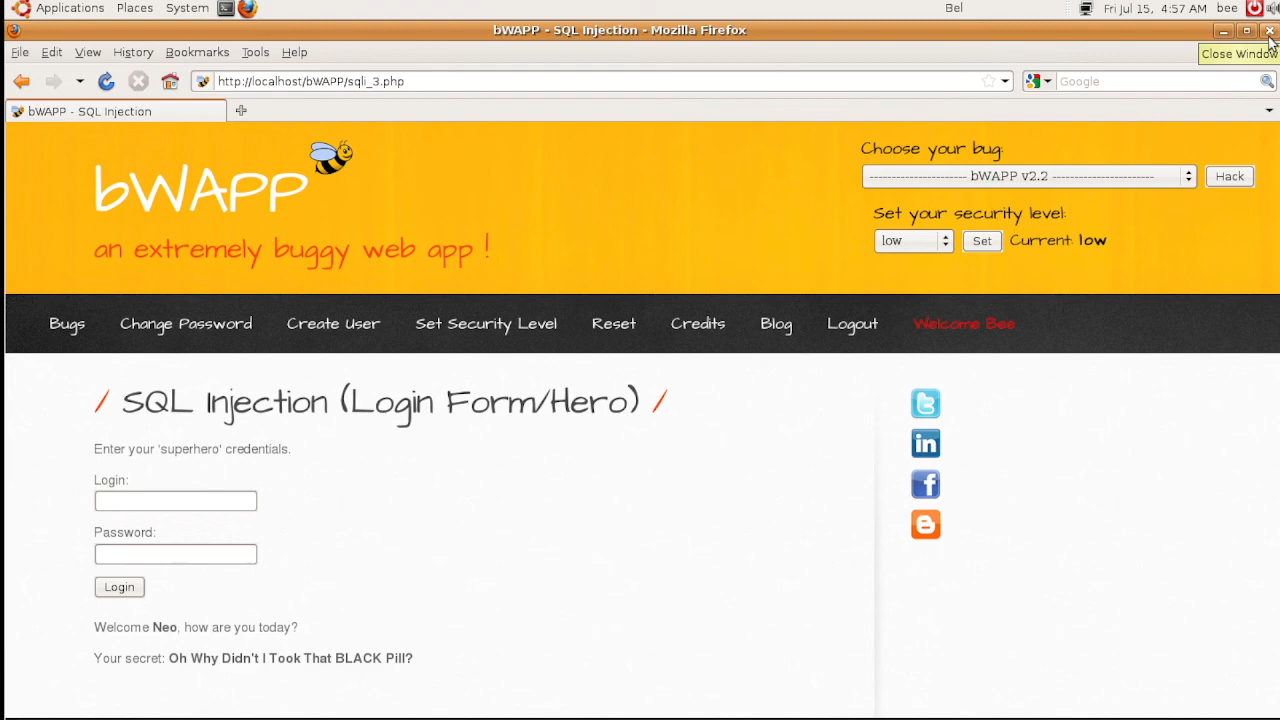 Applications Places System Bel Fri Jul 15, 4:57 AM bee
bWAPP - SQL Injection - Mozilla Firefox
File Edit View History Bookmarks Tools Help
Close Window
http://localhost/bWAPP/sqli_3.php
Google
bWAPP - SQL Injection
bWAPP
an extremely buggy web app !
Choose your bug:
---------------------- bWAPP v2.2 ----------------------- Hack
Set your security level:
low Set Current: low
Bugs Change Password Create User Set Security Level Reset Credits Blog Logout Welcome Bee
/ SQL Injection (Login Form/Hero) /
Enter your 'superhero' credentials.
Login:
Password:
Login
Welcome Neo, how are you today?
Your secret: Oh Why Didn't I Took That BLACK Pill?